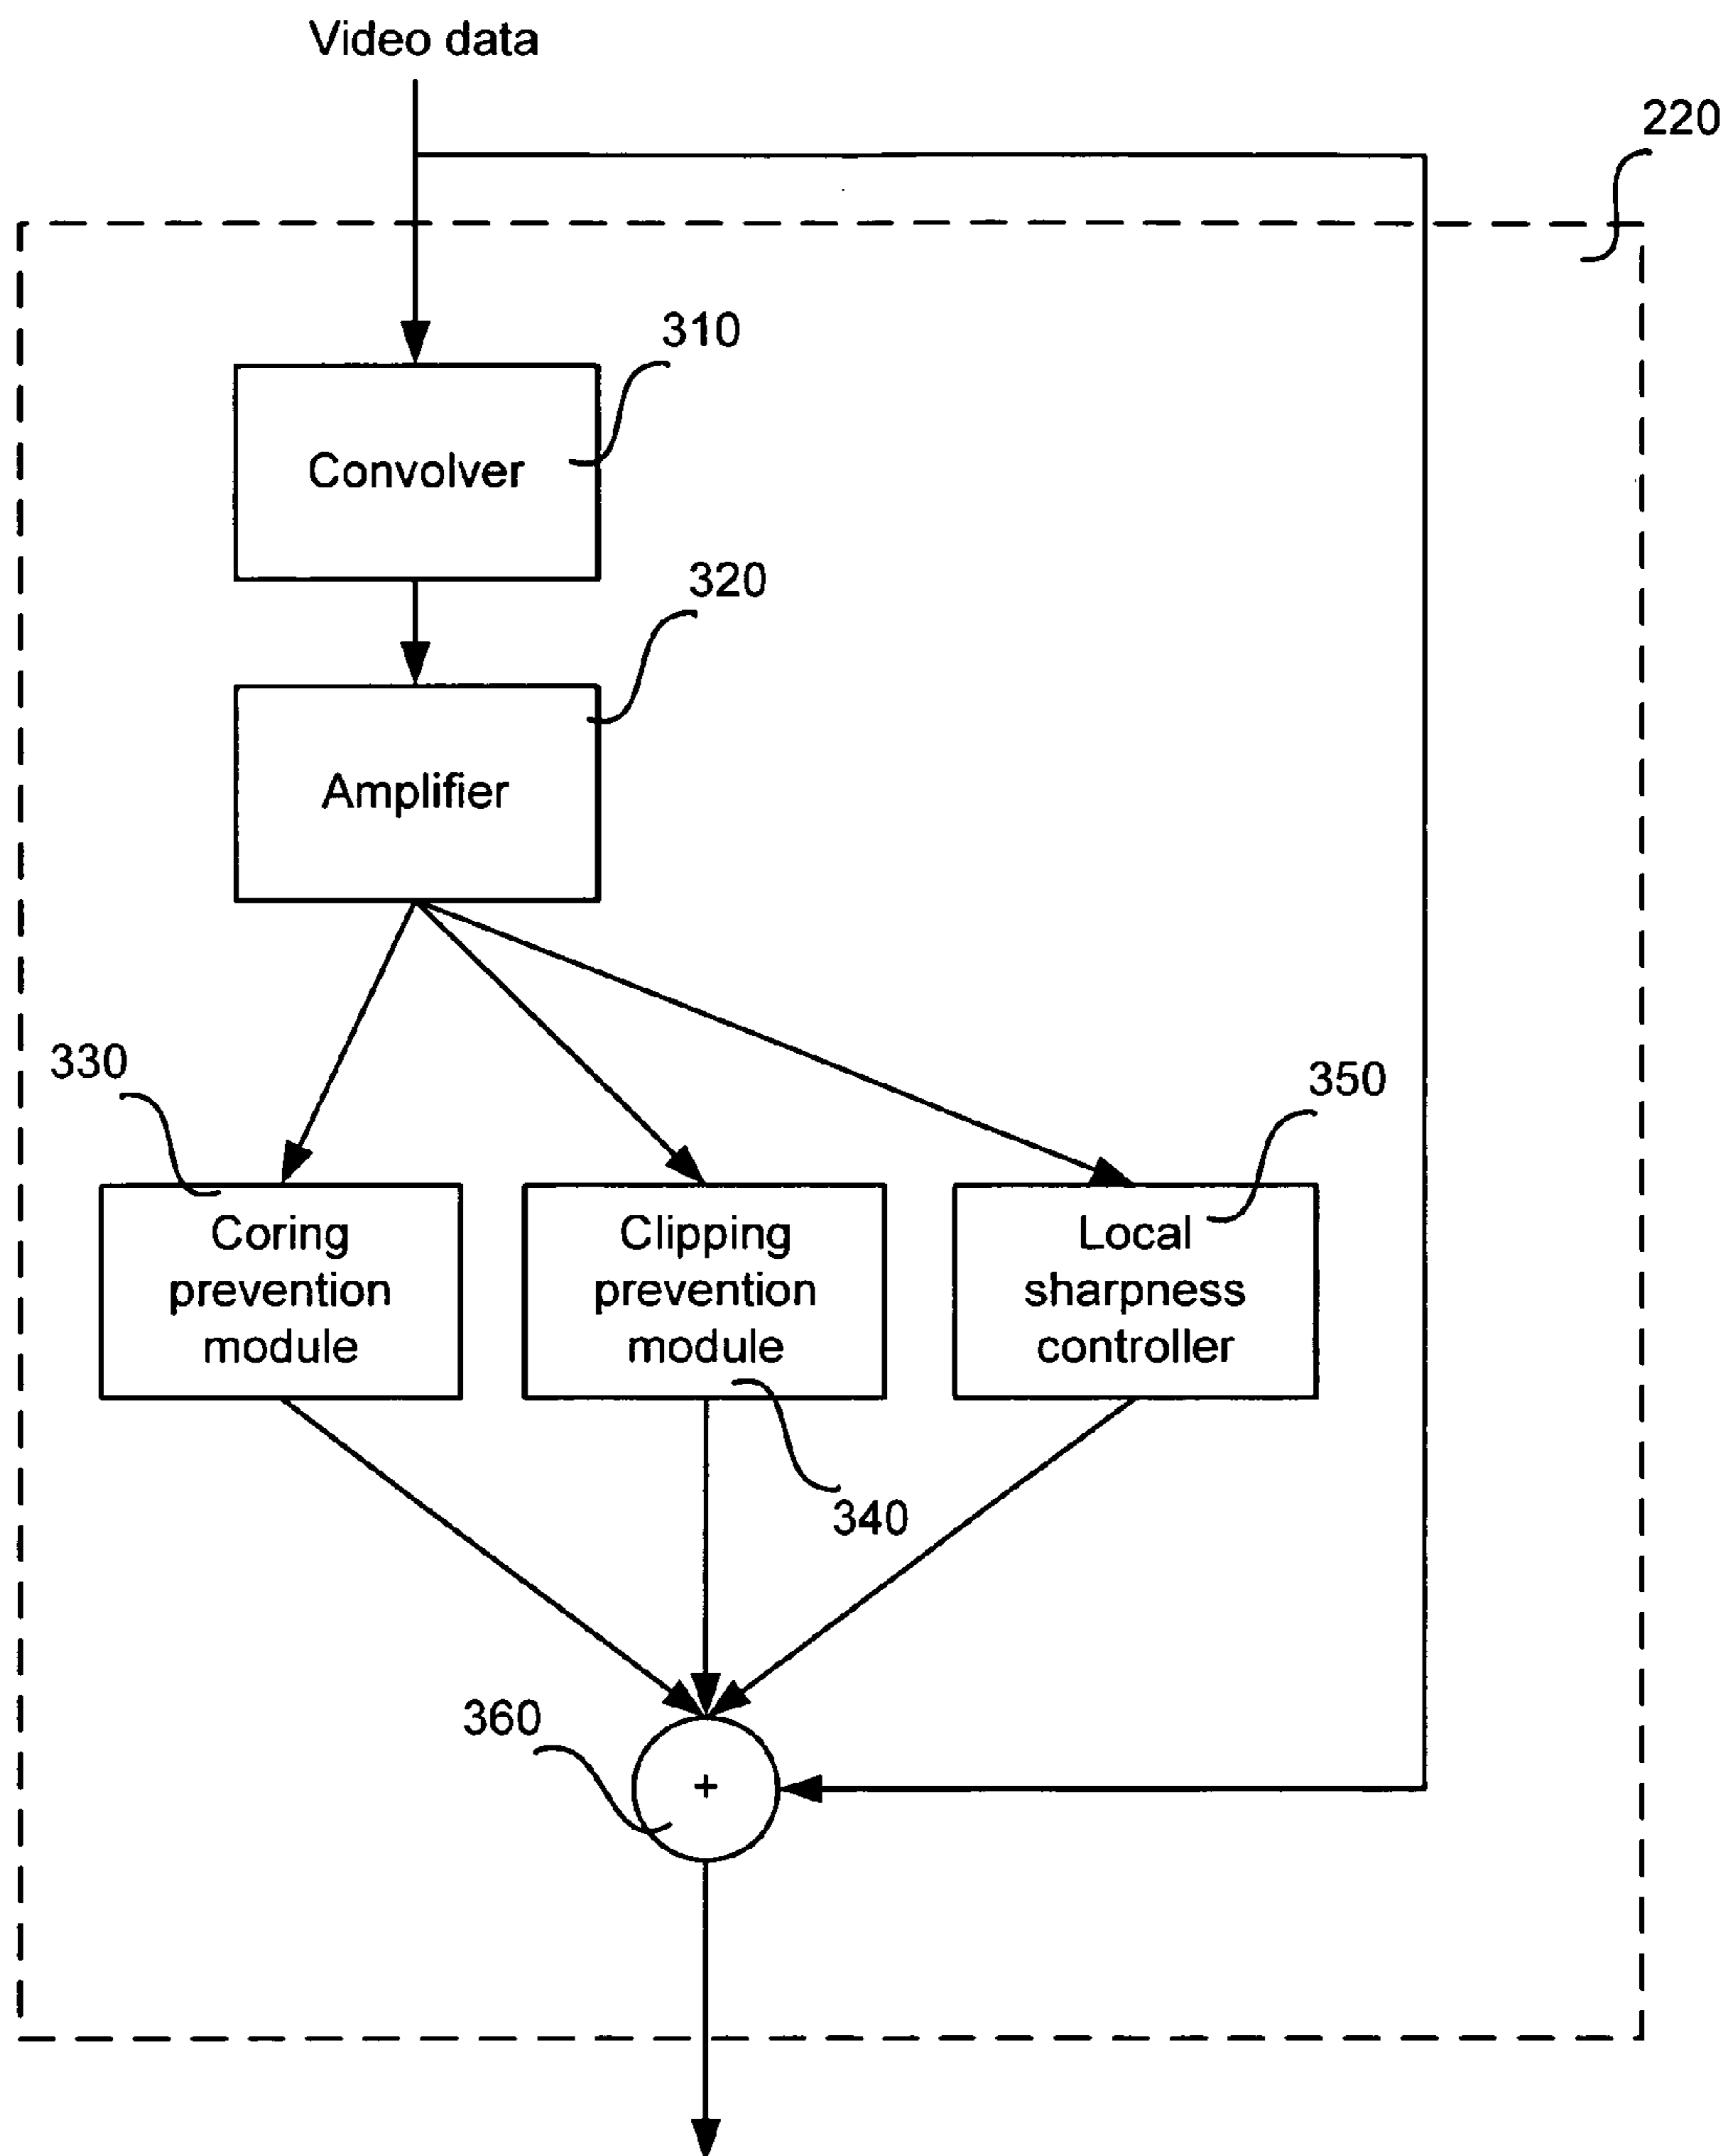 Video data
220
310
Convolver
320
Amplifier
330
350
Coring
prevention
module
Clipping
prevention
module
Local
sharpness
controller
340
360
+